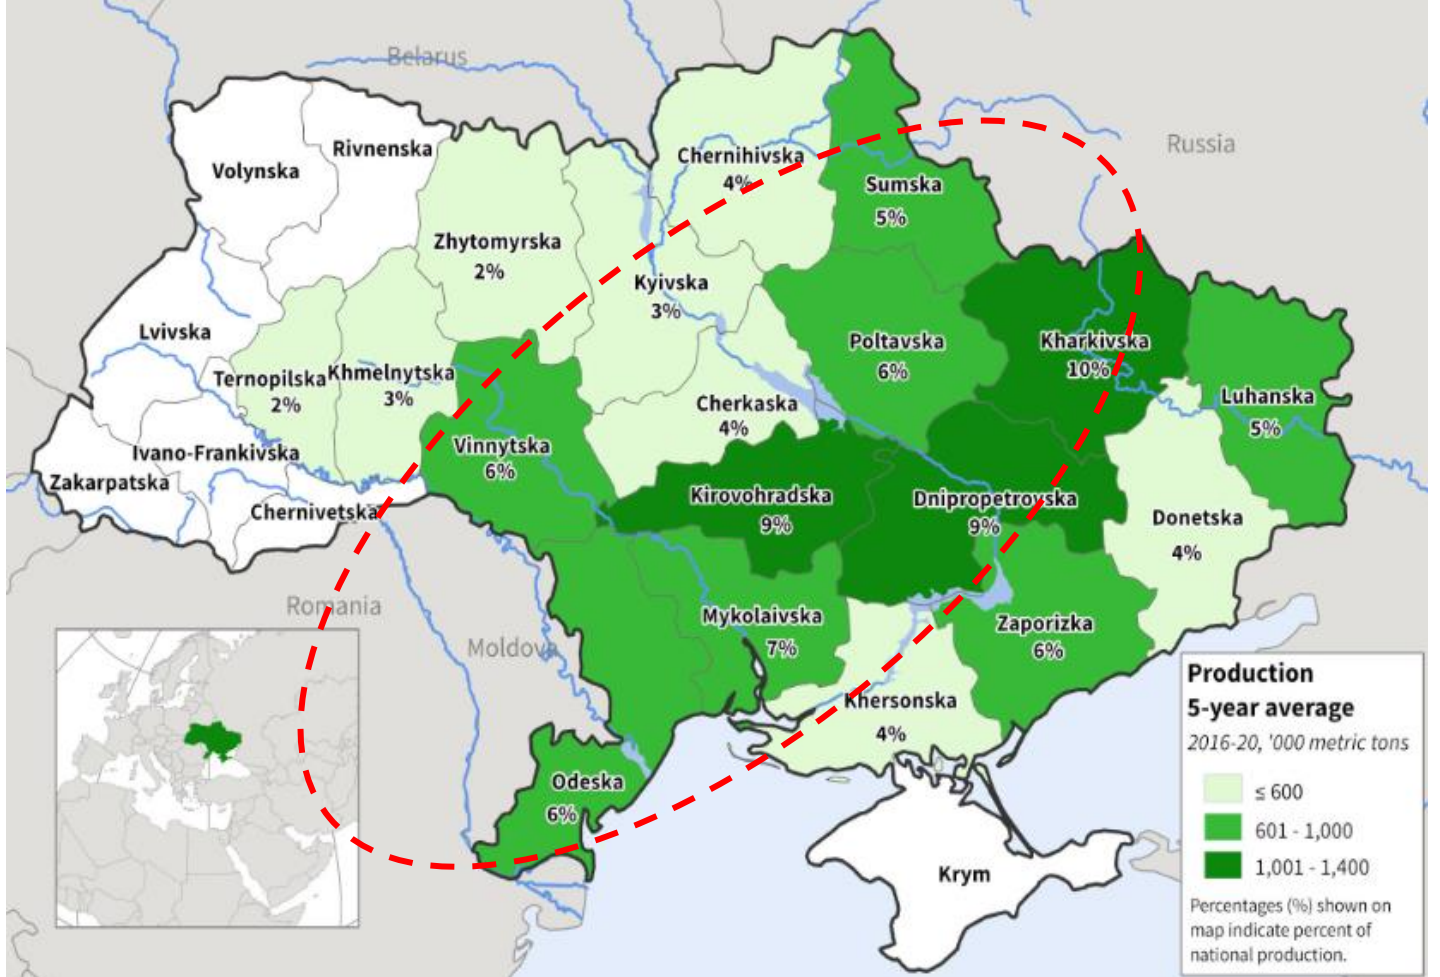 Belarus
Russia
Volynska
Rivnenska
Chernihivska
4%
Sumska
5%
Zhytomyrska
2%
Kyivska
3%
Lvivska
Poltavska
6%
Kharkivska
10%
Ternopilska
2%
Khmelnytska
3%
Cherkaska
4%
Luhanska
5%
Vinnytska
6%
Ivano-Frankivska
Zakarpatska
Chernivetska
Kirovohradska
9%
Dnipropetrovska
9%
Donetska
4%
Romania
Moldova
Mykolaivska
7%
Zaporizka
6%
Khersonska
4%
Odeska
6%
Krym
Production
5-year average
2016-20, '000 metric tons
≤ 600
601 - 1,000
1,001 - 1,400
Percentages (%) shown on
map indicate percent of
national production.